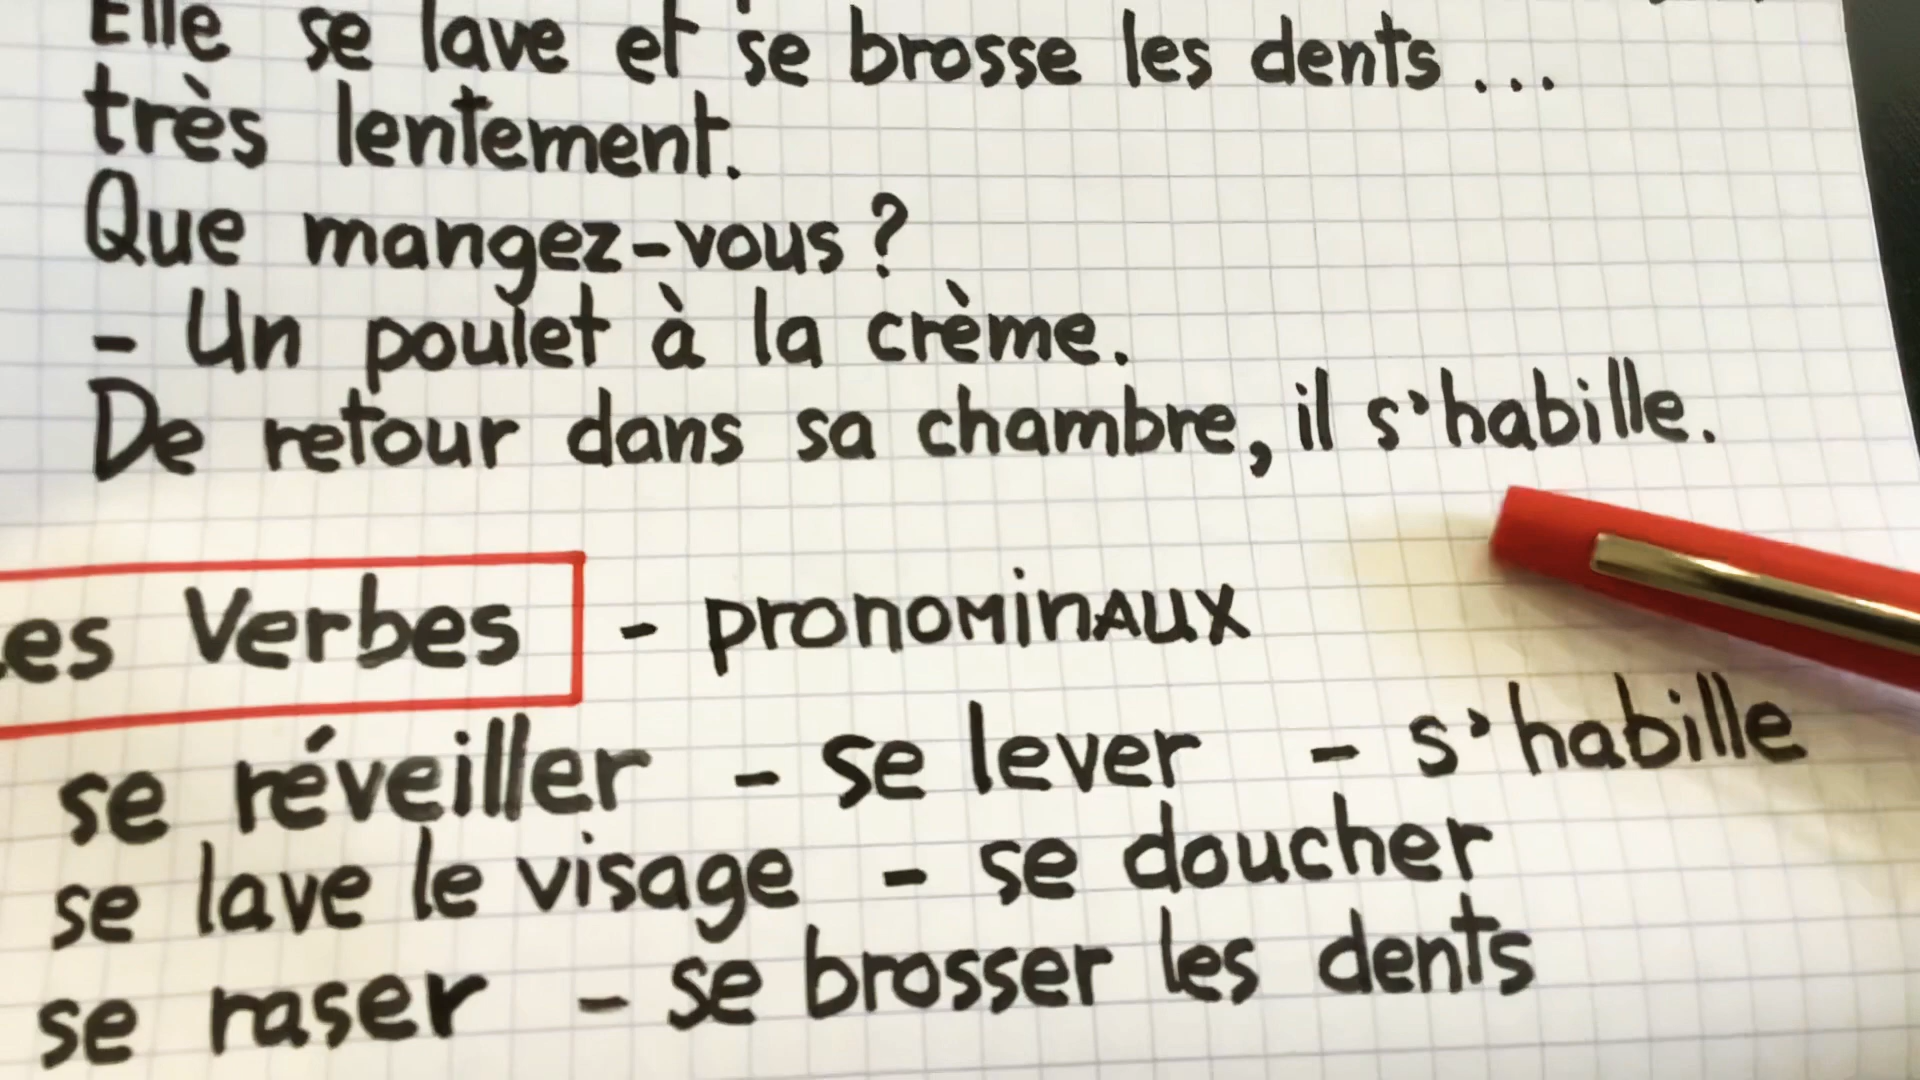 Elle se lave et se brosse les dents...
très lentement.
Que mangez-vous ?
- Un poulet à la crème.
De retour dans sa chambre, il s'habille.
Les Verbes - pronominaux
se réveiller - se lever - s'habille
se lave le visage - se doucher
se raser - se brosser les dents